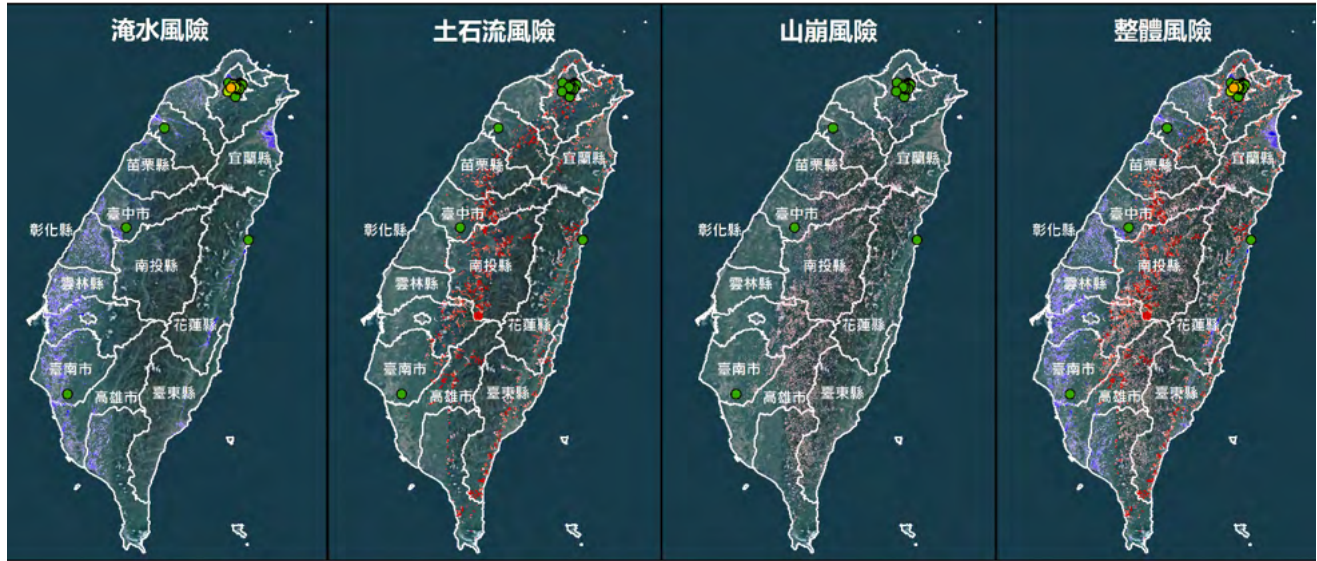 淹水風險
土石流風險
山崩風險
整體風險
宜蘭縣
苗栗縣
臺中市
彰化縣
南投縣
雲林縣
花蓮縣
臺南市
高雄市
臺東縣
宜蘭縣
苗栗縣
臺中市
彰化縣
南投縣
雲林縣
花蓮縣
臺南市
高雄市
臺東縣
宜蘭縣
苗栗縣
臺中市
彰化縣
南投縣
雲林縣
花蓮縣
臺南市
高雄市
臺東縣
宜蘭縣
苗栗縣
臺中市
彰化縣
南投縣
雲林縣
花蓮縣
臺南市
高雄市
臺東縣